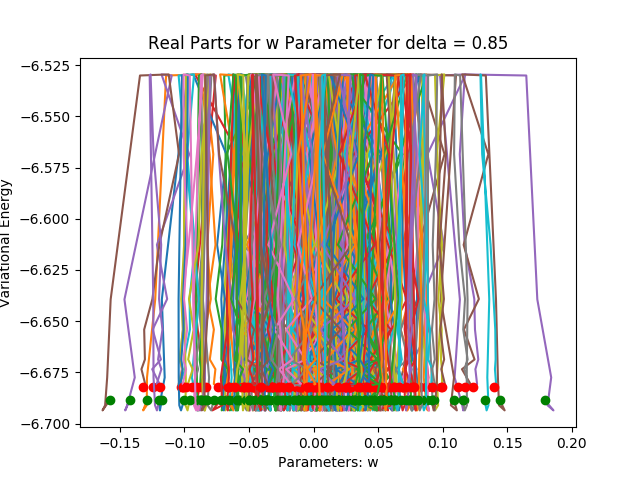 Real Parts for w Parameter for delta = 0.85
Variational Energy
−6.525
−6.550
−6.575
−6.600
−6.625
−6.650
−6.675
−6.700
−0.15 −0.10 −0.05 0.00 0.05 0.10 0.15 0.20
Parameters: w